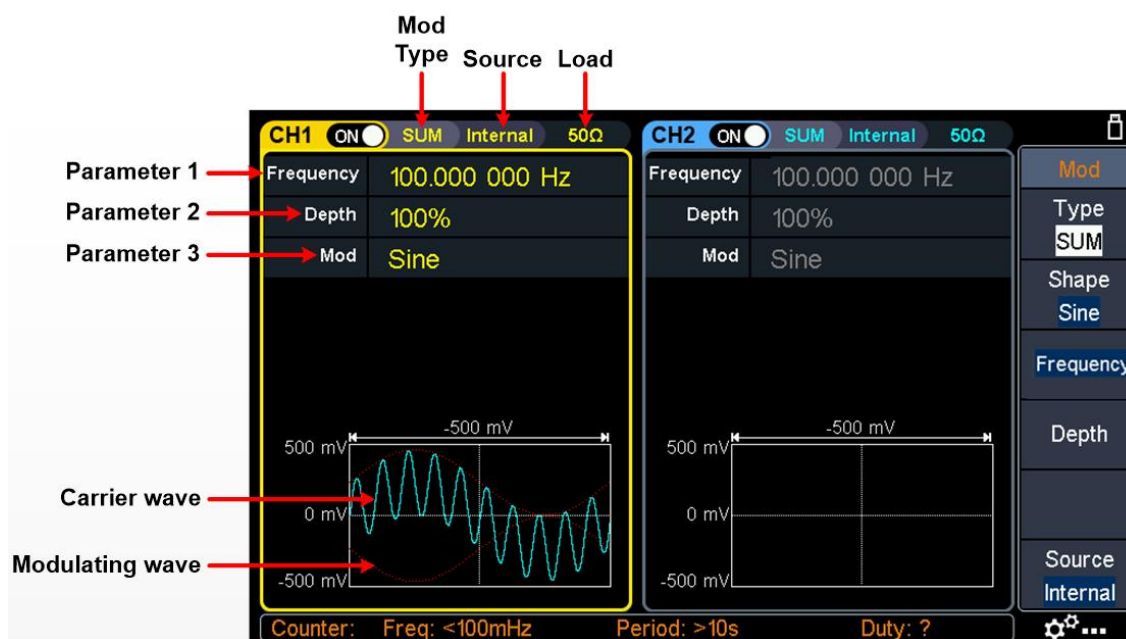 Mod
Type Source Load
CH1 ON SUM Internal 50Ω CH2 ON SUM Internal 50Ω
Parameter 1 Frequency 100.000 000 Hz Frequency 100.000 000 Hz Mod
Parameter 2 Depth 100% Depth 100% Type
SUM
Parameter 3 Mod Sine Mod Sine
Shape
Sine
Frequency
-500 mV -500 mV
500 mV 500 mV Depth
Carrier wave
0 mV 0 mV
Modulating wave
-500 mV -500 mV
Source
Internal
Counter: Freq: <100mHz Period: >10s Duty: ?